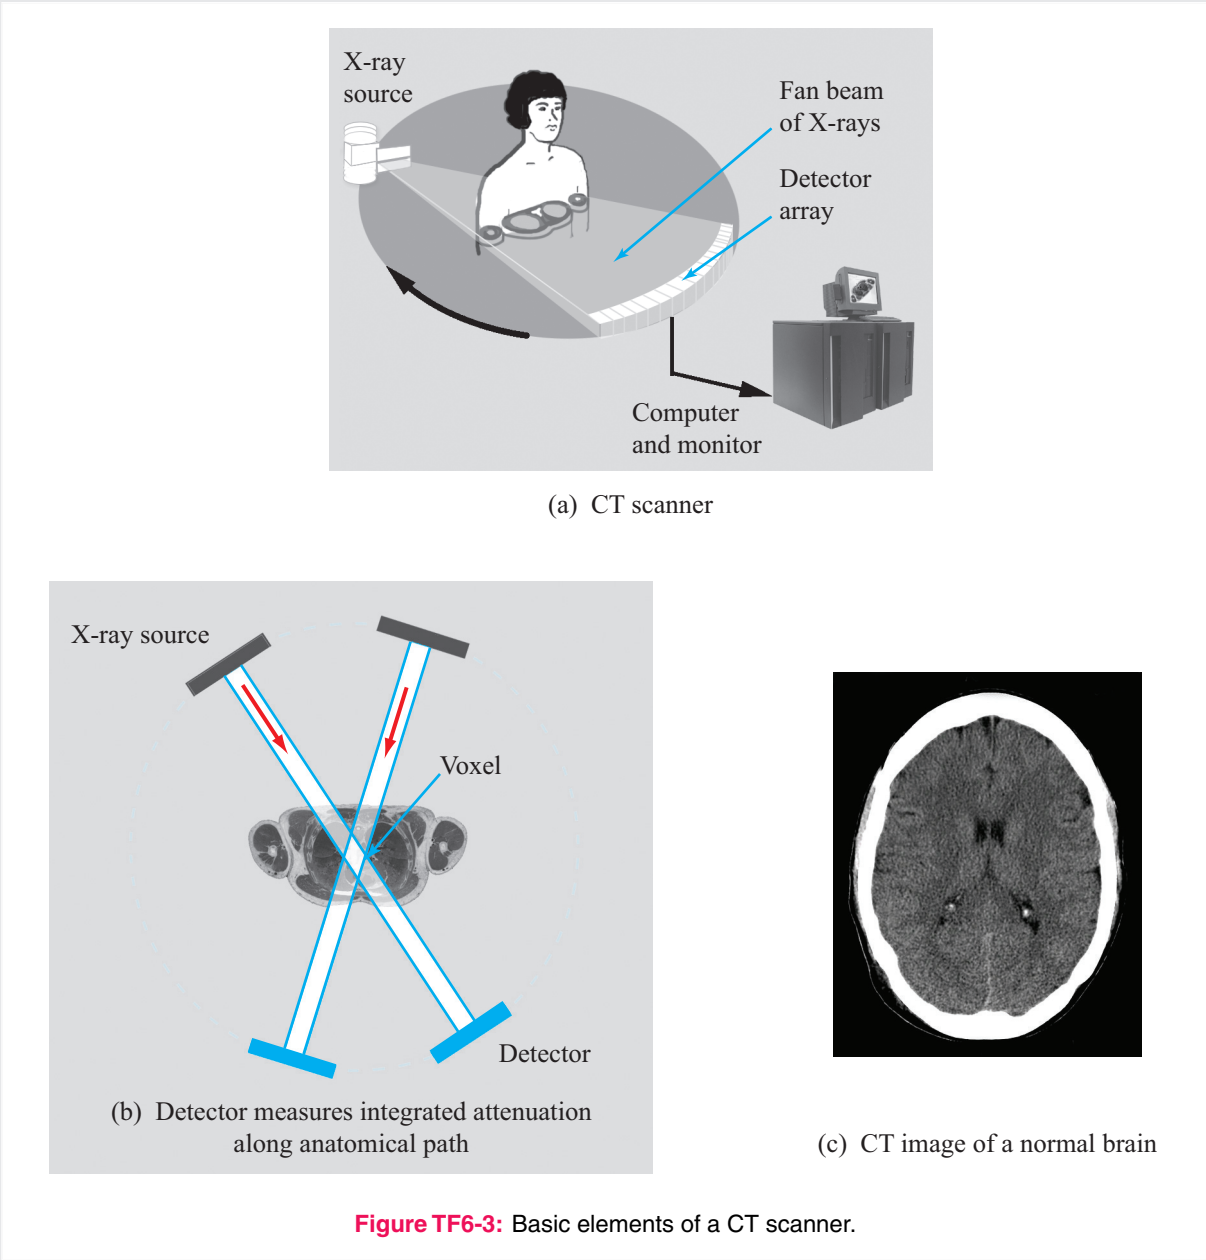 X-ray
source
Fan beam
of X-rays
Detector
array
Computer
and monitor
(a) CT scanner
X-ray source
Voxel
Detector
(b) Detector measures integrated attenuation
along anatomical path
(c) CT image of a normal brain
Figure TF6-3: Basic elements of a CT scanner.